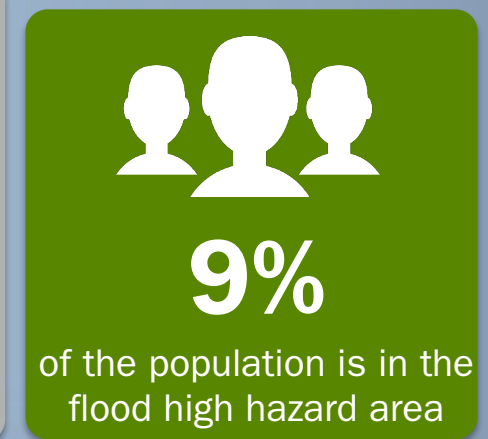 9%
of the population is in the
flood high hazard area